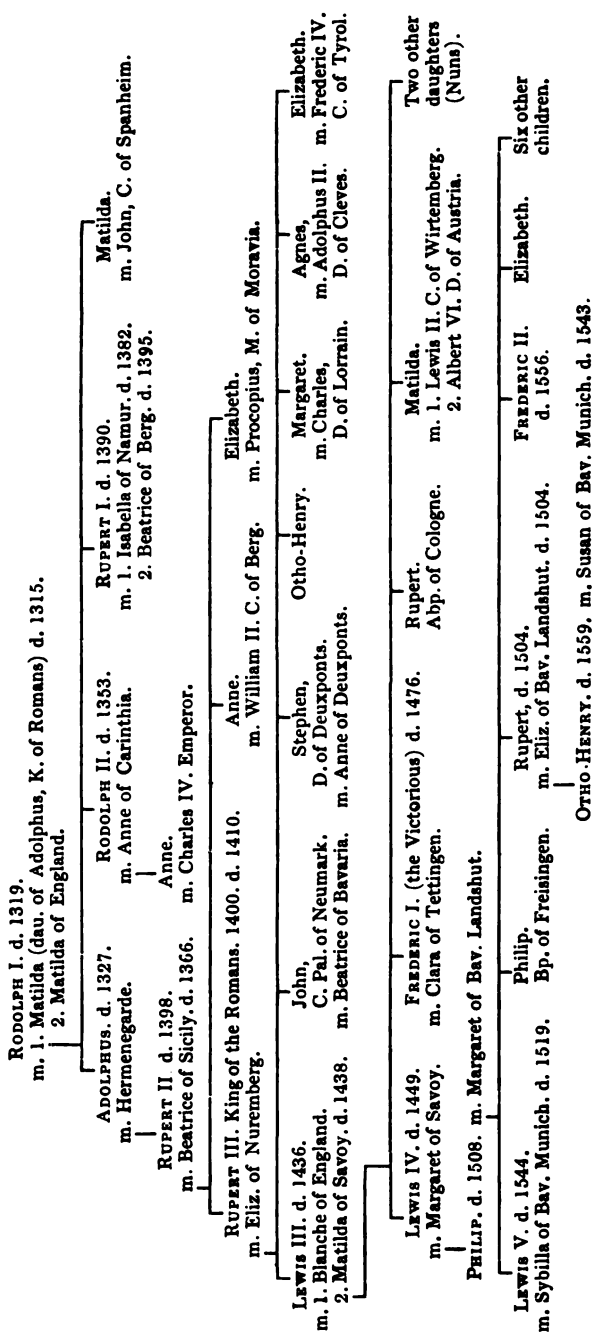 RODOLPH I. d. 1319.
m. 1. Matilda (dau. of Adolphus, K. of Romans) d. 1315.
2. Matilda of England.
ADOLPHUS. d. 1327.
m. Hermenegarde.
RODOLPH II. d. 1353.
m. Anne of Carinthia.
RUPERT I. d. 1390.
m. 1. Isabella of Namur. d. 1382.
2. Beatrice of Berg. d. 1395.
Matilda.
m. John, C. of Spanheim.
RUPERT II. d. 1398.
m. Beatrice of Sicily. d. 1366.
Anne.
m. Charles IV. Emperor.
RUPERT III. King of the Romans. 1400. d. 1410.
m. Eliz. of Nuremberg.
Anne.
m. William II. C. of Berg.
Elizabeth.
m. Procopius, M. of Moravia.
LEWIS III. d. 1436.
m. 1. Blanche of England.
2. Matilda of Savoy. d. 1438.
John,
C. Pal. of Neumark.
m. Beatrice of Bavaria.
Stephen,
D. of Deuxponts.
m. Anne of Deuxponts.
Otho-Henry.
Margaret.
m. Charles,
D. of Lorrain.
Agnes,
m. Adolphus II.
D. of Cleves.
Elizabeth.
m. Frederic IV.
C. of Tyrol.
LEWIS IV. d. 1449.
m. Margaret of Savoy.
FREDERIC I. (the Victorious) d. 1476.
m. Clara of Tettingen.
Rupert.
Abp. of Cologne.
Matilda.
m. 1. Lewis II. C. of Wirtemberg.
2. Albert VI. D. of Austria.
Two other
daughters
(Nuns).
PHILIP. d. 1508. m. Margaret of Bav. Landshut.
LEWIS V. d. 1544.
m. Sybilla of Bav. Munich. d. 1519.
Philip.
Bp. of Freisingen.
Rupert, d. 1504.
m. Eliz. of Bav. Landshut. d. 1504.
FREDERIC II.
d. 1556.
Elizabeth.
Six other
children.
OTHO-HENRY. d. 1559. m. Susan of Bav. Munich. d. 1543.